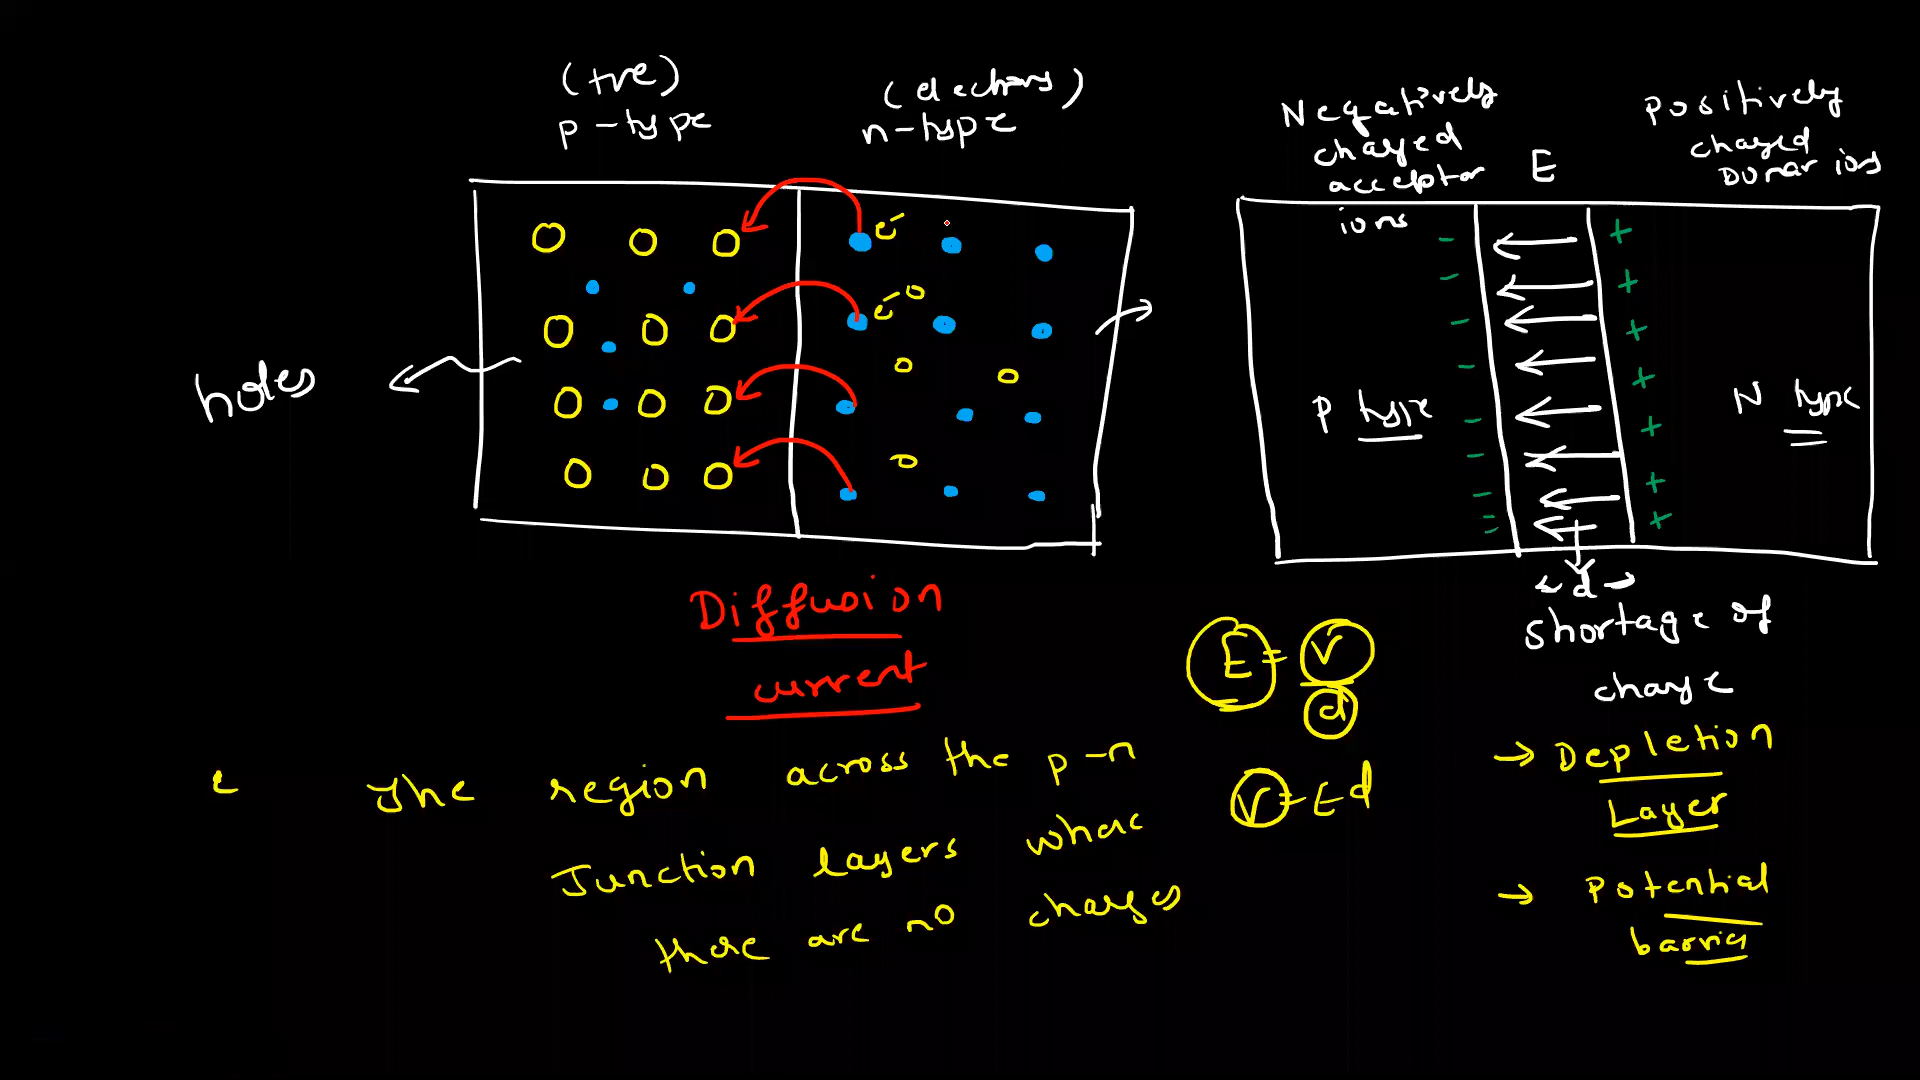 (+ve)
p-type
(electrons)
n-type
holes
e⁻
e⁻
Diffusion
current
Negatively
charged
acceptor
ions
E
Positively
charged
Donar ions
P type
N type
d
shortage of
charge
E = V/d
V = Ed
→ Depletion
Layer
→ Potential
barrier
The region across the p-n
Junction layers where
there are no charges